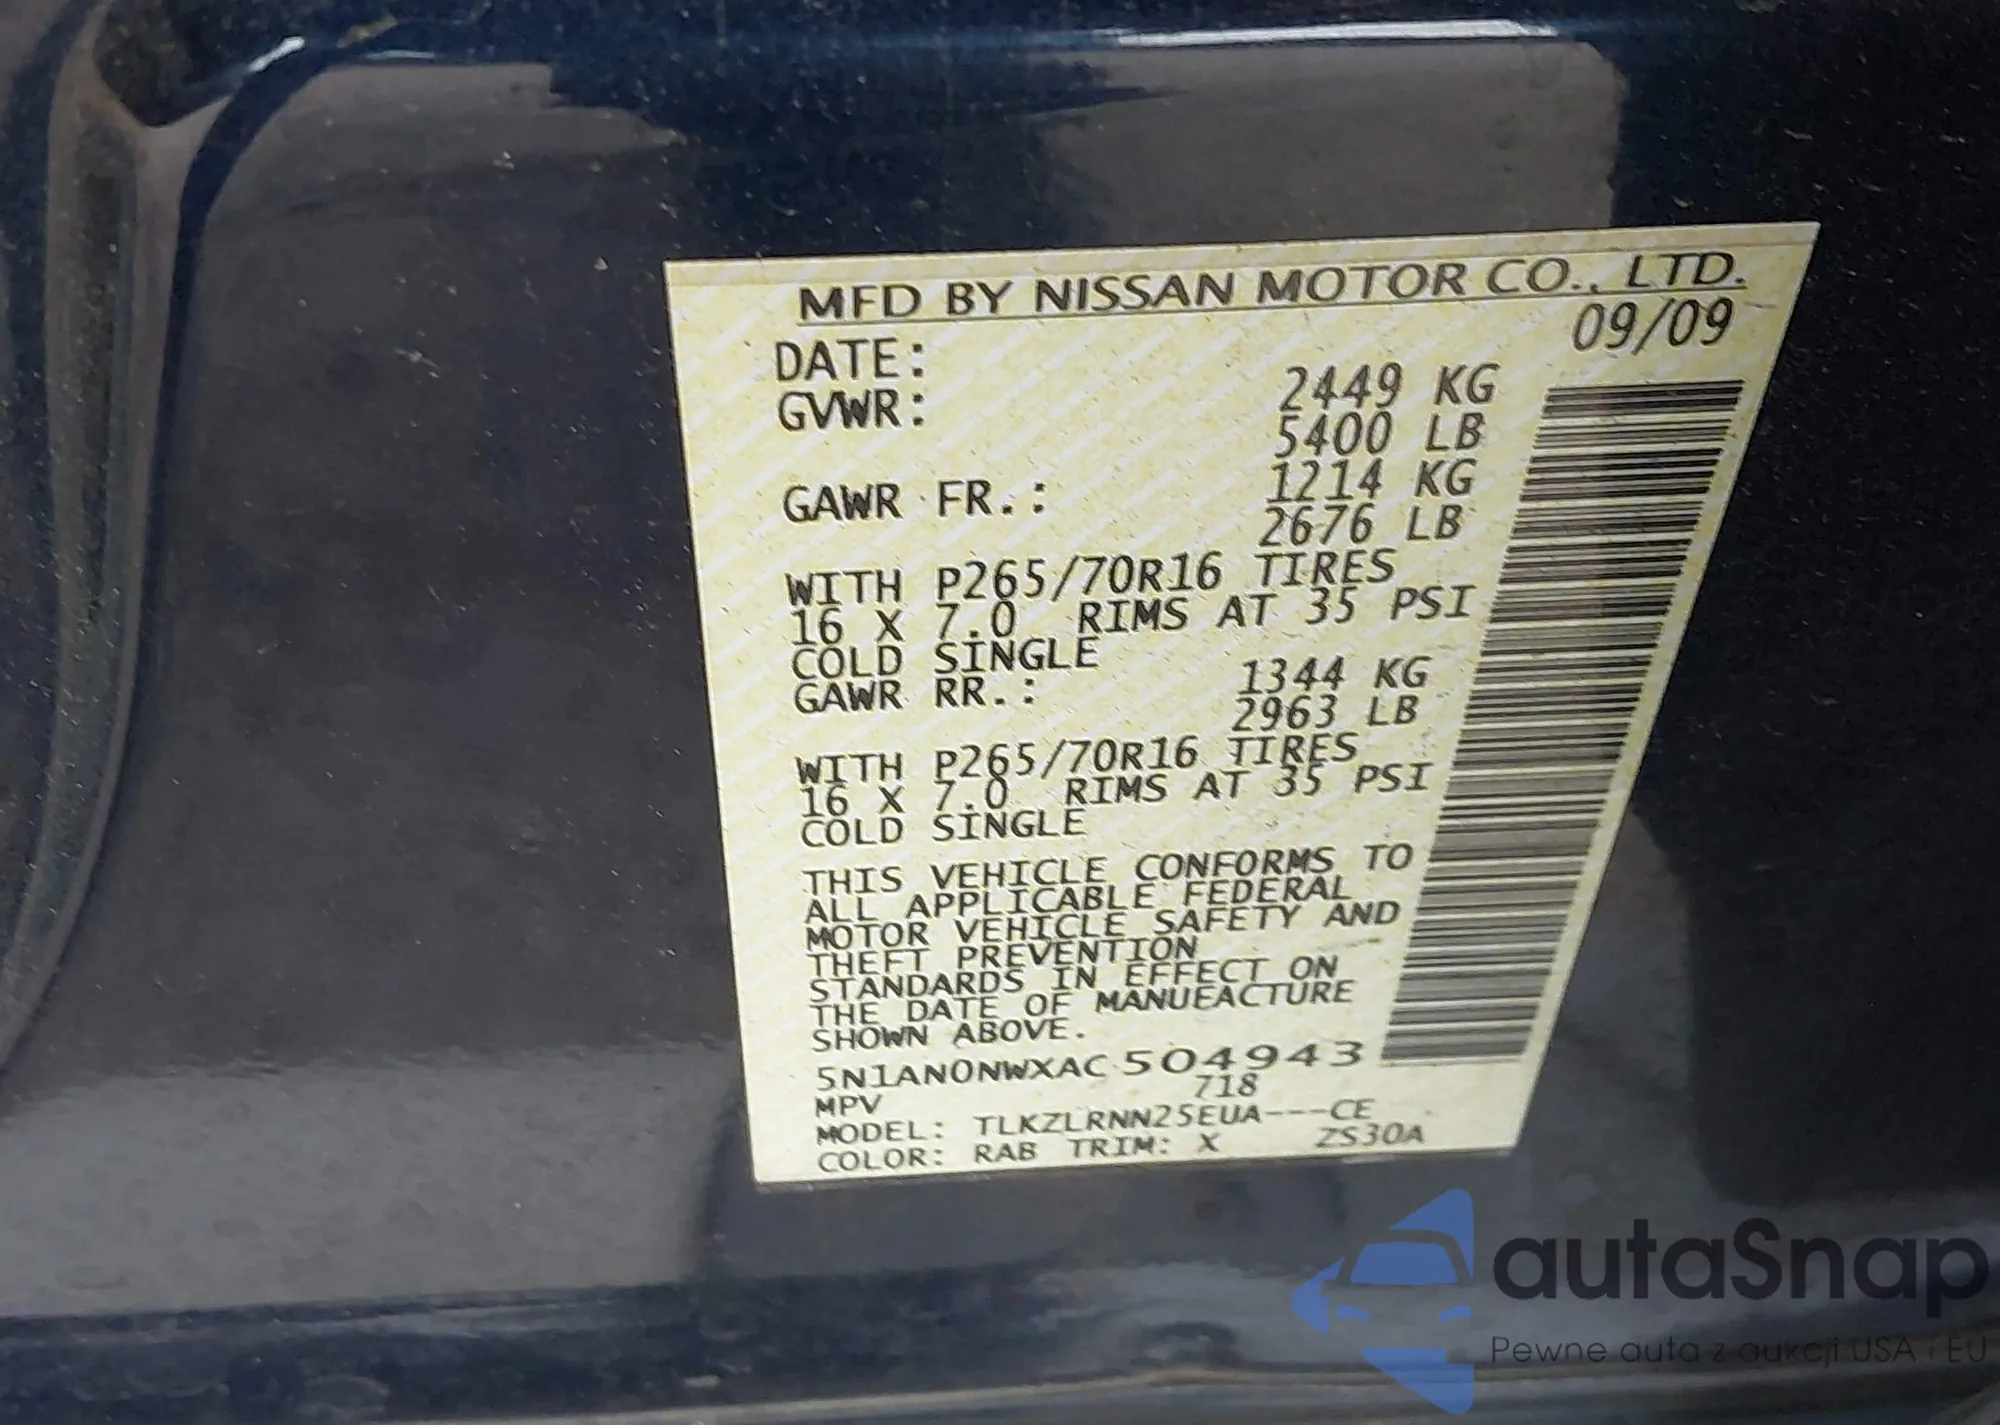 MFD BY NISSAN MOTOR CO., LTD.
DATE: 09/09
GVWR: 2449 KG
5400 LB
GAWR FR.: 1214 KG
2676 LB
WITH P265/70R16 TIRES
16 X 7.0 RIMS AT 35 PSI
COLD SINGLE
GAWR RR.: 1344 KG
2963 LB
WITH P265/70R16 TIRES
16 X 7.0 RIMS AT 35 PSI
COLD SINGLE
THIS VEHICLE CONFORMS TO
ALL APPLICABLE FEDERAL
MOTOR VEHICLE SAFETY AND
THEFT PREVENTION
STANDARDS IN EFFECT ON
THE DATE OF MANUFACTURE
SHOWN ABOVE.
5N1AN0NWXAC504943
MPV 718
MODEL: TLKZLRNN25EUA---CE
COLOR: RAB TRIM: X ZS30A
autaSnap
Pewne auta z aukcji USA i EU